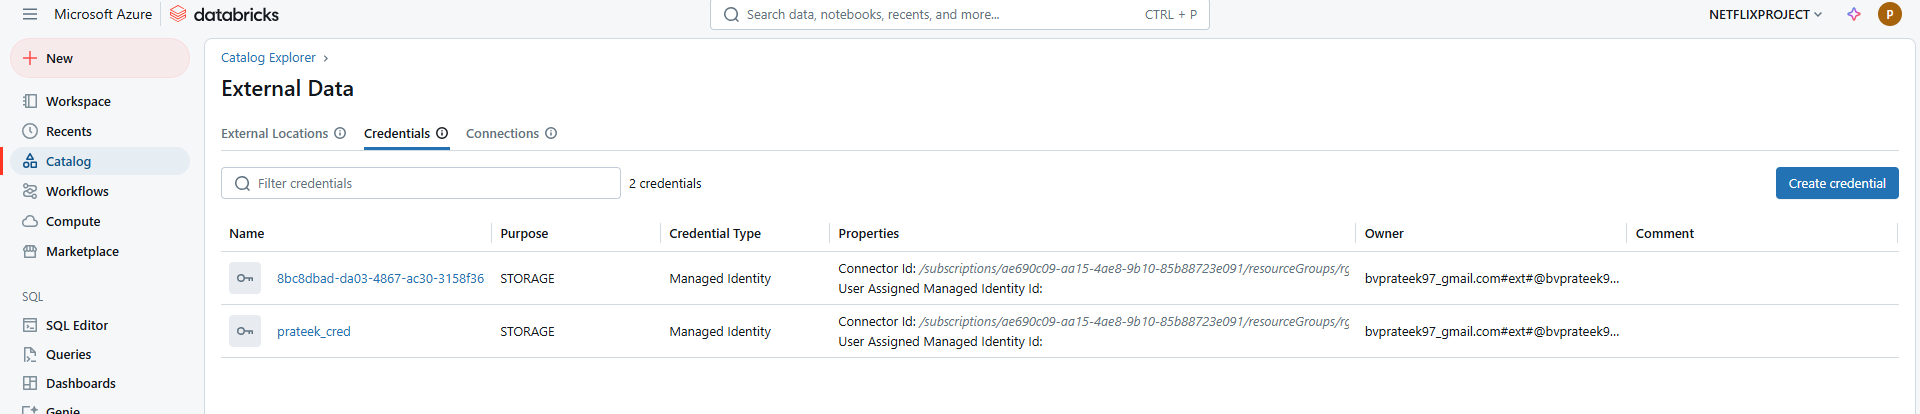 Microsoft Azure databricks Search data, notebooks, recents, and more... CTRL + P NETFLIXPROJECT P
New
Workspace
Recents
Catalog
Workflows
Compute
Marketplace
SQL
SQL Editor
Queries
Dashboards
Genie
Catalog Explorer >
External Data
External Locations Credentials Connections
Filter credentials 2 credentials Create credential
Name Purpose Credential Type Properties Owner Comment
8bc8dbad-da03-4867-ac30-3158f36 STORAGE Managed Identity Connector Id: /subscriptions/ae690c09-aa15-4ae8-9b10-85b88723e091/resourceGroups/rg bvprateek97_gmail.com#ext#@bvprateek9...
User Assigned Managed Identity Id:
prateek_cred STORAGE Managed Identity Connector Id: /subscriptions/ae690c09-aa15-4ae8-9b10-85b88723e091/resourceGroups/rg bvprateek97_gmail.com#ext#@bvprateek9...
User Assigned Managed Identity Id: